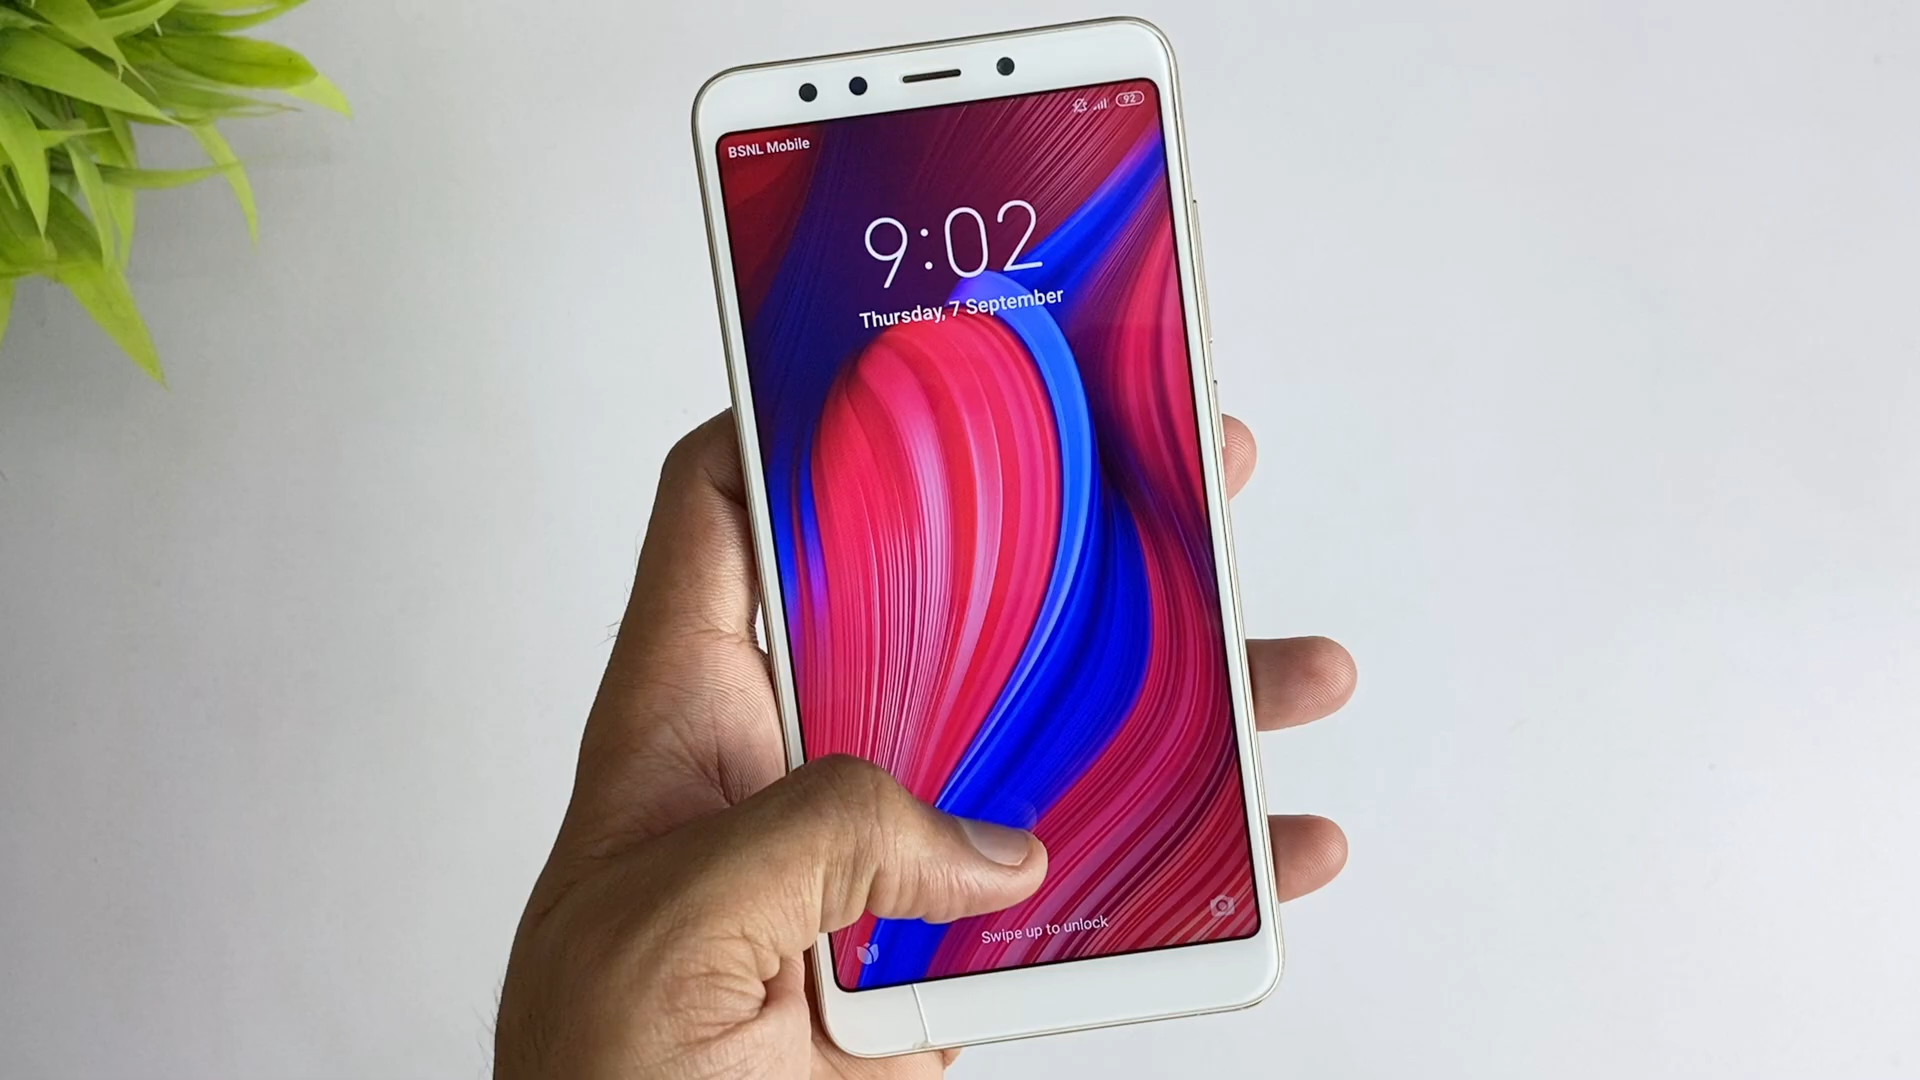 BSNL Mobile
92
9:02
Thursday, 7 September
Swipe up to unlock